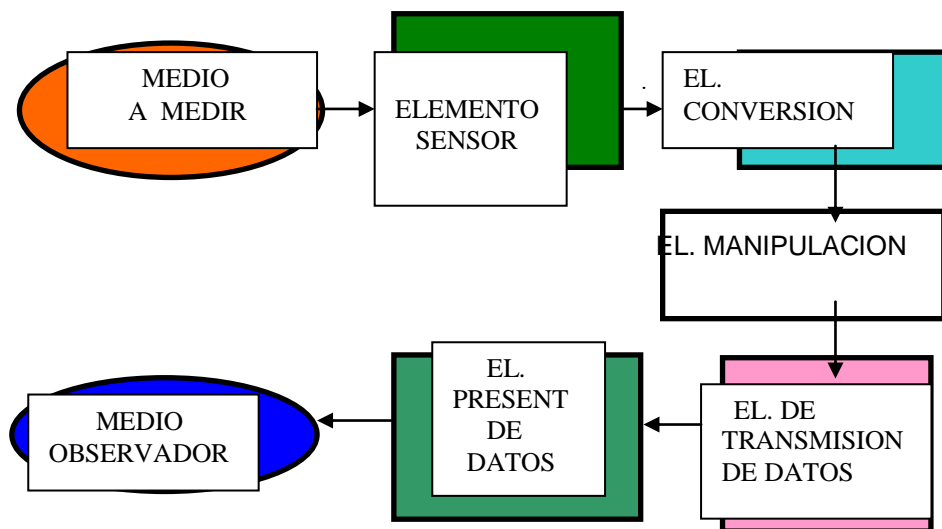 MEDIO
A MEDIR
ELEMENTO
SENSOR
.
EL.
CONVERSION
EL. MANIPULACION
EL. DE
TRANSMISION
DE DATOS
EL.
PRESENT
DE
DATOS
MEDIO
OBSERVADOR